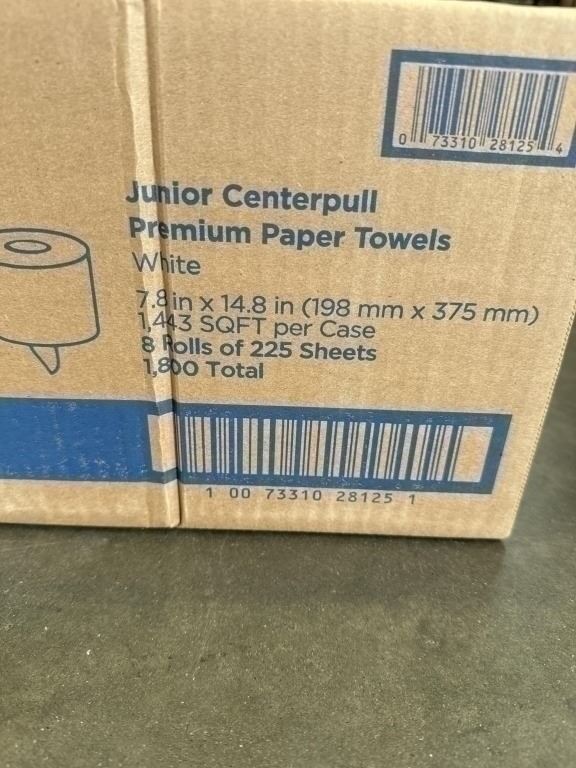 0 73310 28125 4
Junior Centerpull
Premium Paper Towels
White
7.8 in x 14.8 in (198 mm x 375 mm)
1,443 SQFT per Case
8 Rolls of 225 Sheets
1,800 Total
1 00 73310 28125 1